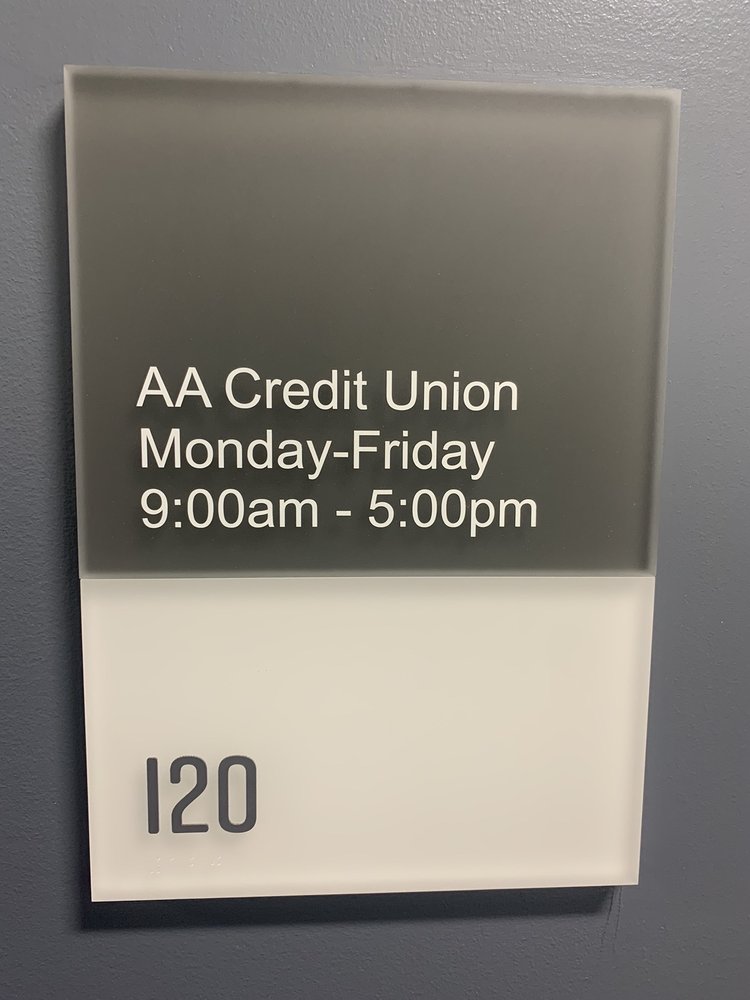 AA Credit Union
Monday-Friday
9:00am - 5:00pm
120